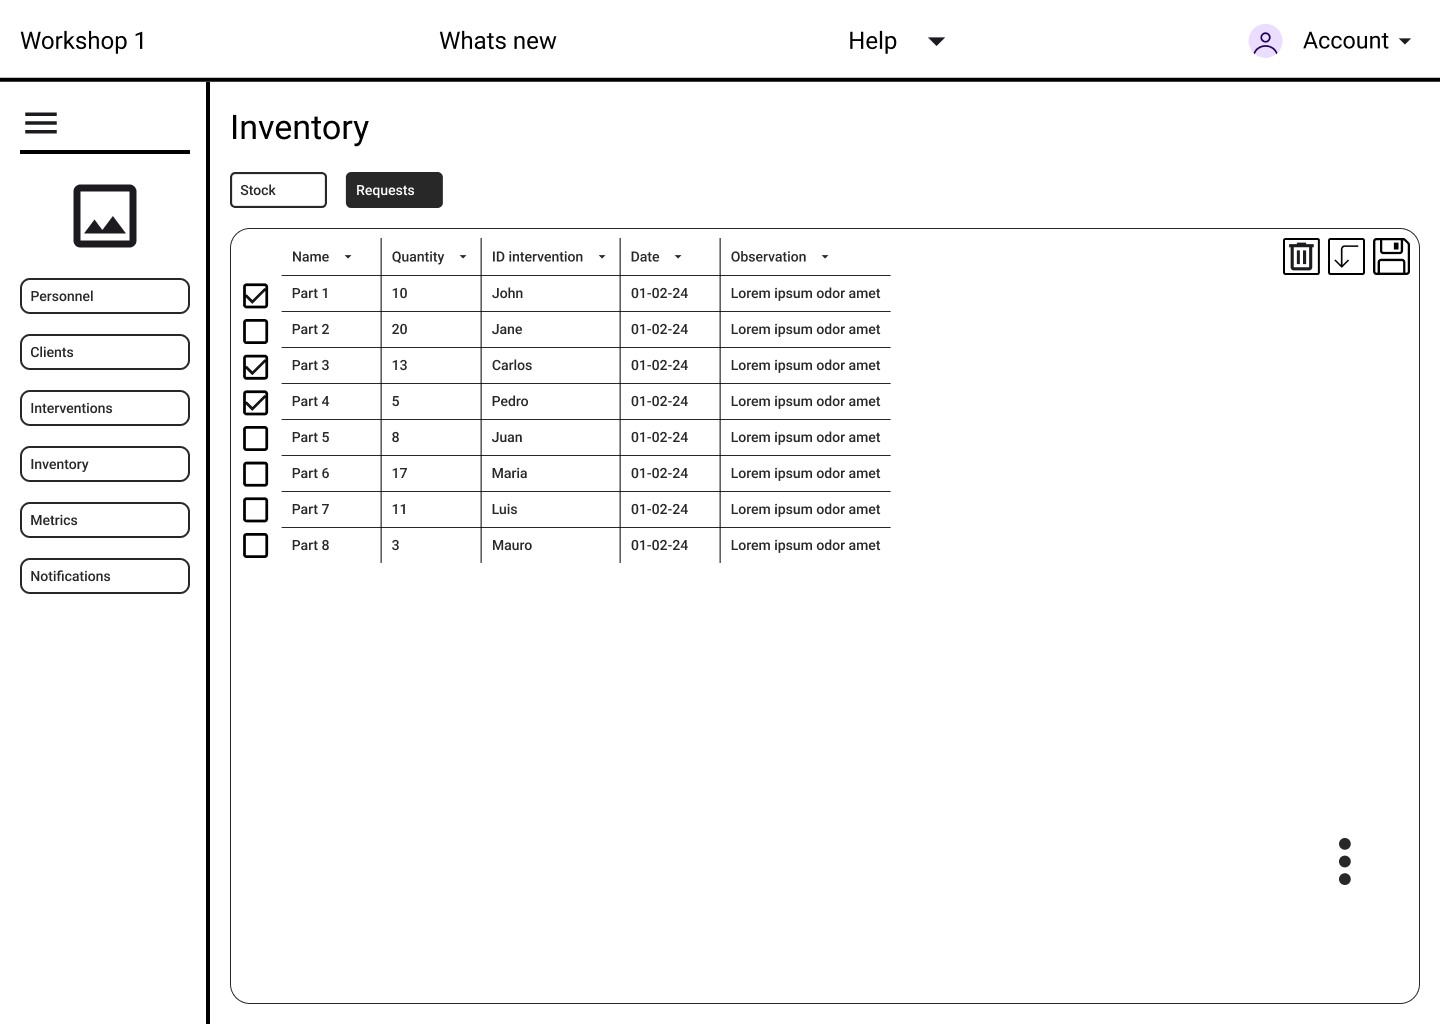 Workshop 1 Whats new Help Account
Inventory
Stock Requests
Personnel
Clients
Interventions
Inventory
Metrics
Notifications
Name Quantity ID intervention Date Observation
Part 1 10 John 01-02-24 Lorem ipsum odor amet
Part 2 20 Jane 01-02-24 Lorem ipsum odor amet
Part 3 13 Carlos 01-02-24 Lorem ipsum odor amet
Part 4 5 Pedro 01-02-24 Lorem ipsum odor amet
Part 5 8 Juan 01-02-24 Lorem ipsum odor amet
Part 6 17 Maria 01-02-24 Lorem ipsum odor amet
Part 7 11 Luis 01-02-24 Lorem ipsum odor amet
Part 8 3 Mauro 01-02-24 Lorem ipsum odor amet